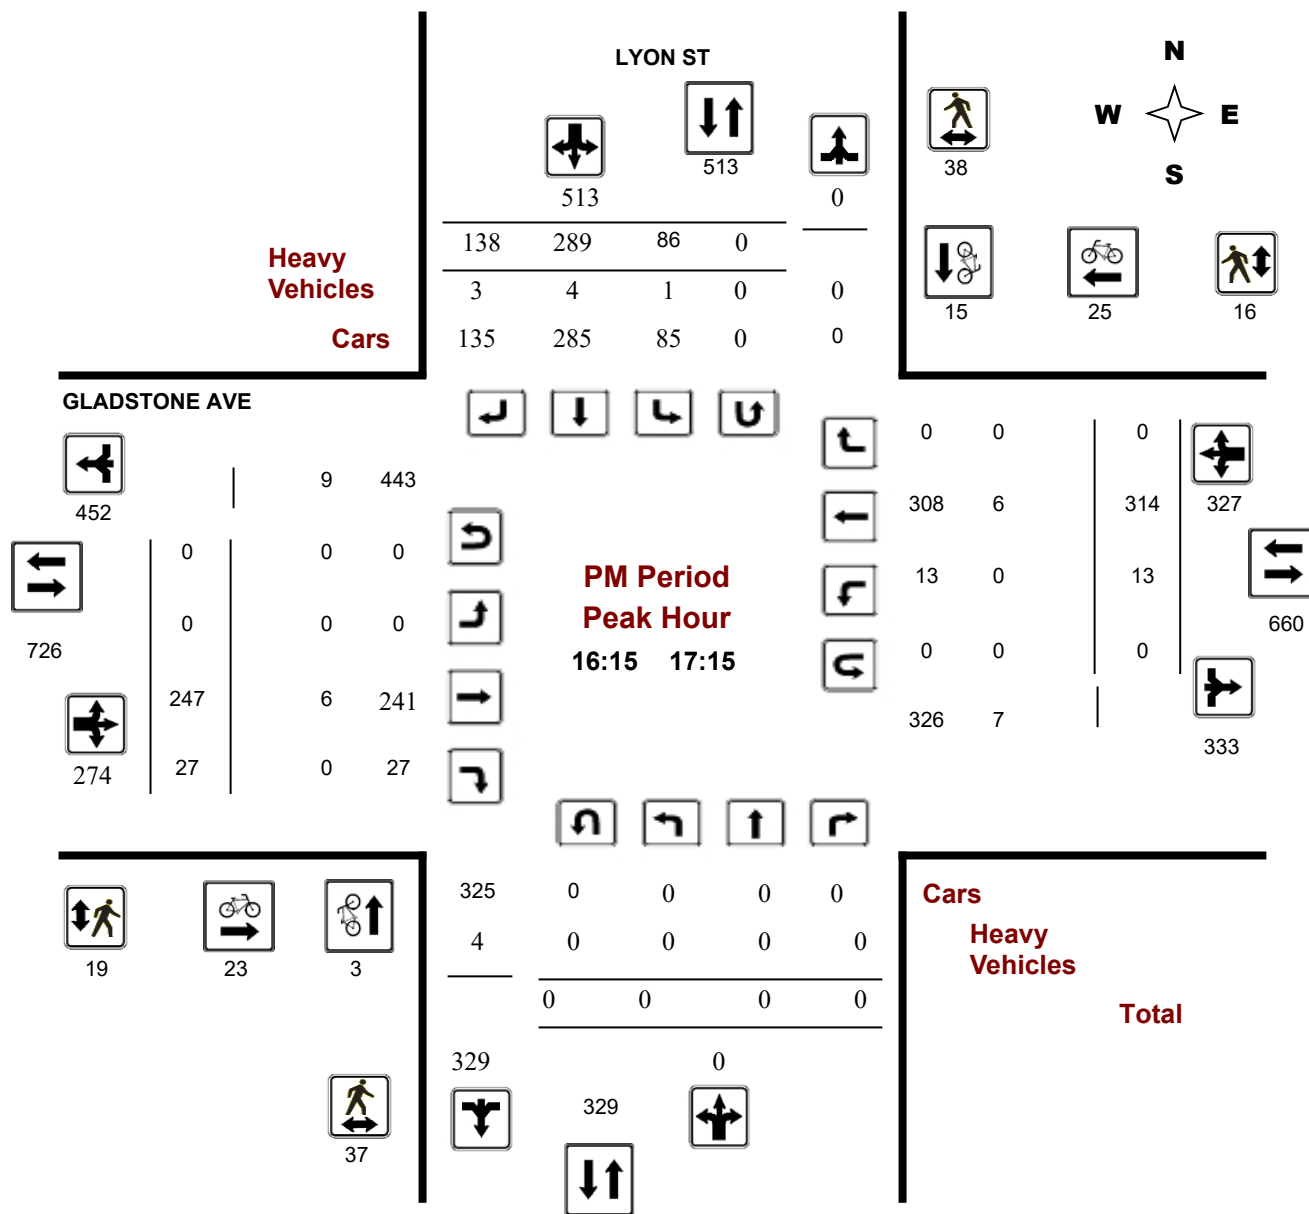 LYON ST
N
W E
S
513
38
513 0
138 289 86 0
Heavy
Vehicles
3 4 1 0 0
15 25 16
Cars
135 285 85 0 0
GLADSTONE AVE
0 0 0
9 443
452
308 6 314 327
0 0 0
PM Period
13 0 13
Peak Hour
0 0 0
660
726
16:15 17:15
0 0 0
247 6 241
326 7
333
274 27 0 27
325 0 0 0 0
Cars
4 0 0 0 0
Heavy
Vehicles
19 23 3
0 0 0 0
Total
329 0
329
37